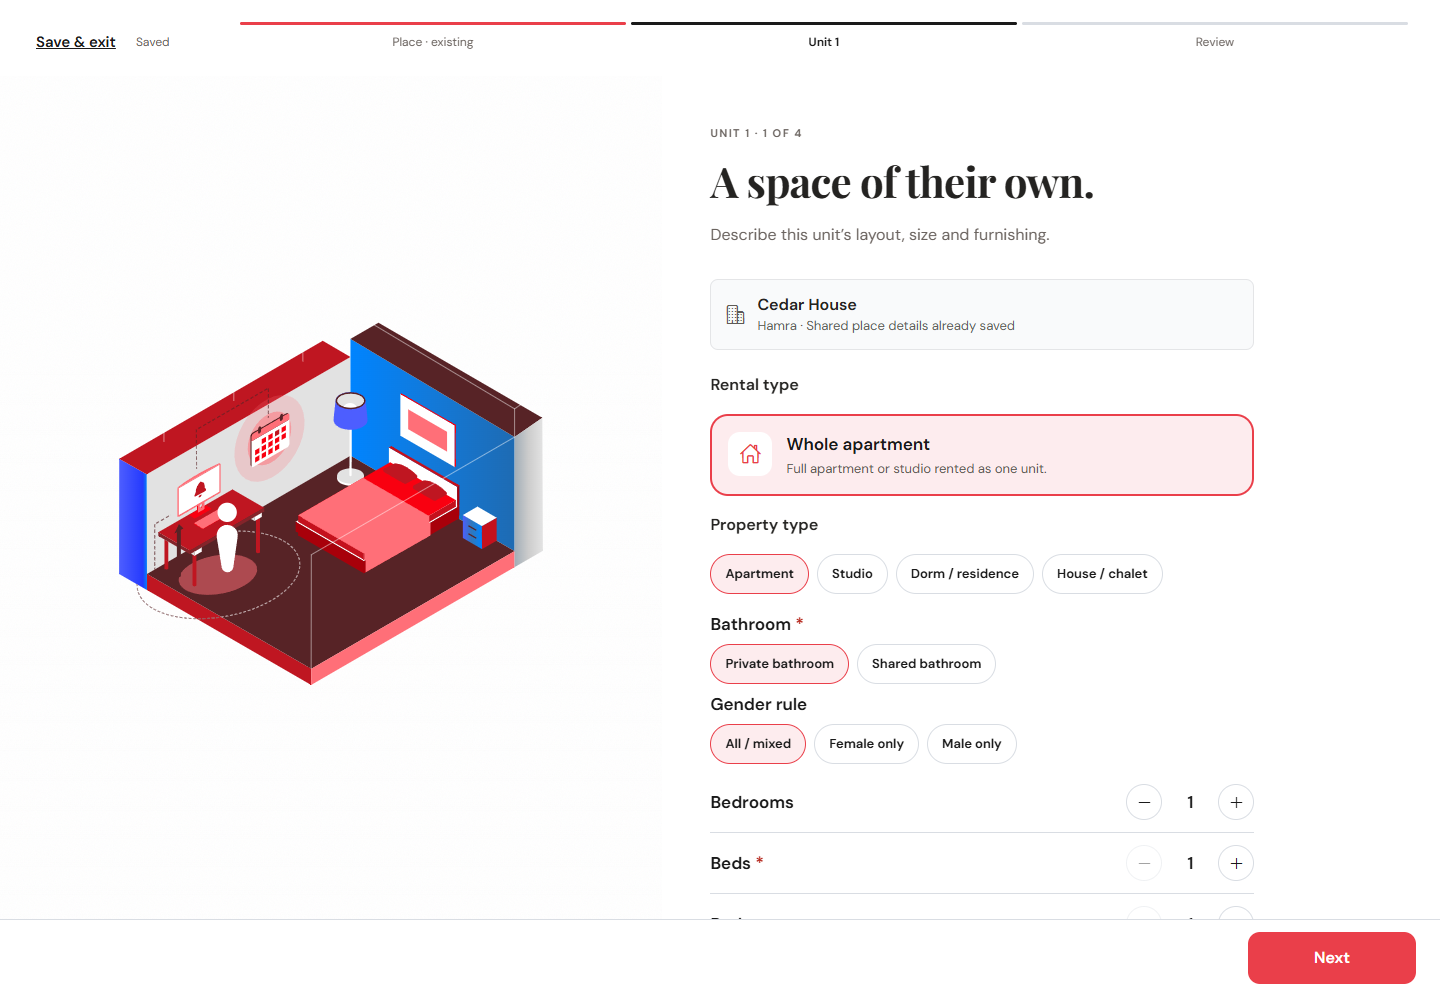 Save & exit
Saved
Place · existing
Unit 1
Review
UNIT 1 · 1 OF 4
A space of their own.
Describe this unit’s layout, size and furnishing.
Cedar House
Hamra · Shared place details already saved
Rental type
Whole apartment
Full apartment or studio rented as one unit.
Property type
Apartment
Studio
Dorm / residence
House / chalet
Bathroom *
Private bathroom
Shared bathroom
Gender rule
All / mixed
Female only
Male only
Bedrooms
− 1 +
Beds *
− 1 +
Next